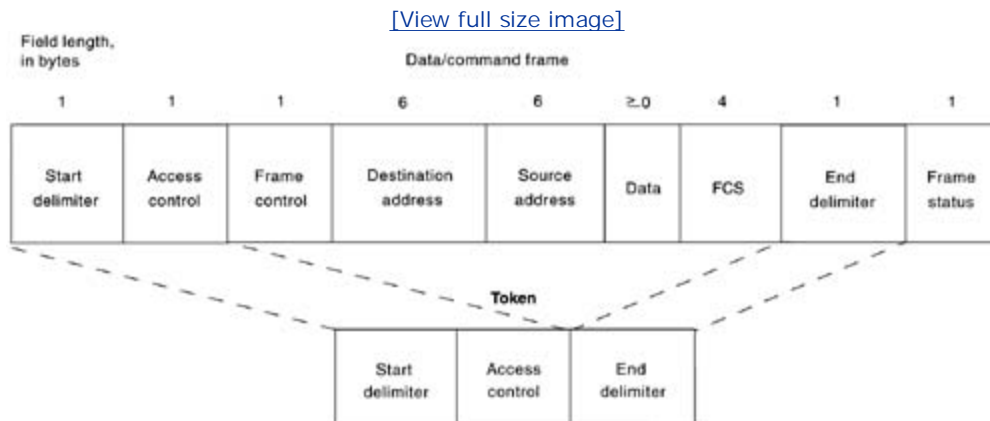 [View full size image]
Field length,
in bytes
Data/command frame
1 1 1 6 6 ≥0 4 1 1
Start
delimiter
Access
control
Frame
control
Destination
address
Source
address
Data
FCS
End
delimiter
Frame
status
Token
Start
delimiter
Access
control
End
delimiter